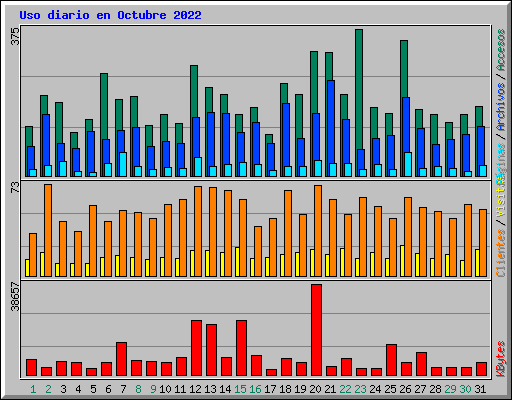 Uso diario en Octubre 2022
375
73
38657
Accesos
/ Archivos /
Páginas
Clientes / Visitas
KBytes
1 2 3 4 5 6 7 8 9 10 11 12 13 14 15 16 17 18 19 20 21 22 23 24 25 26 27 28 29 30 31